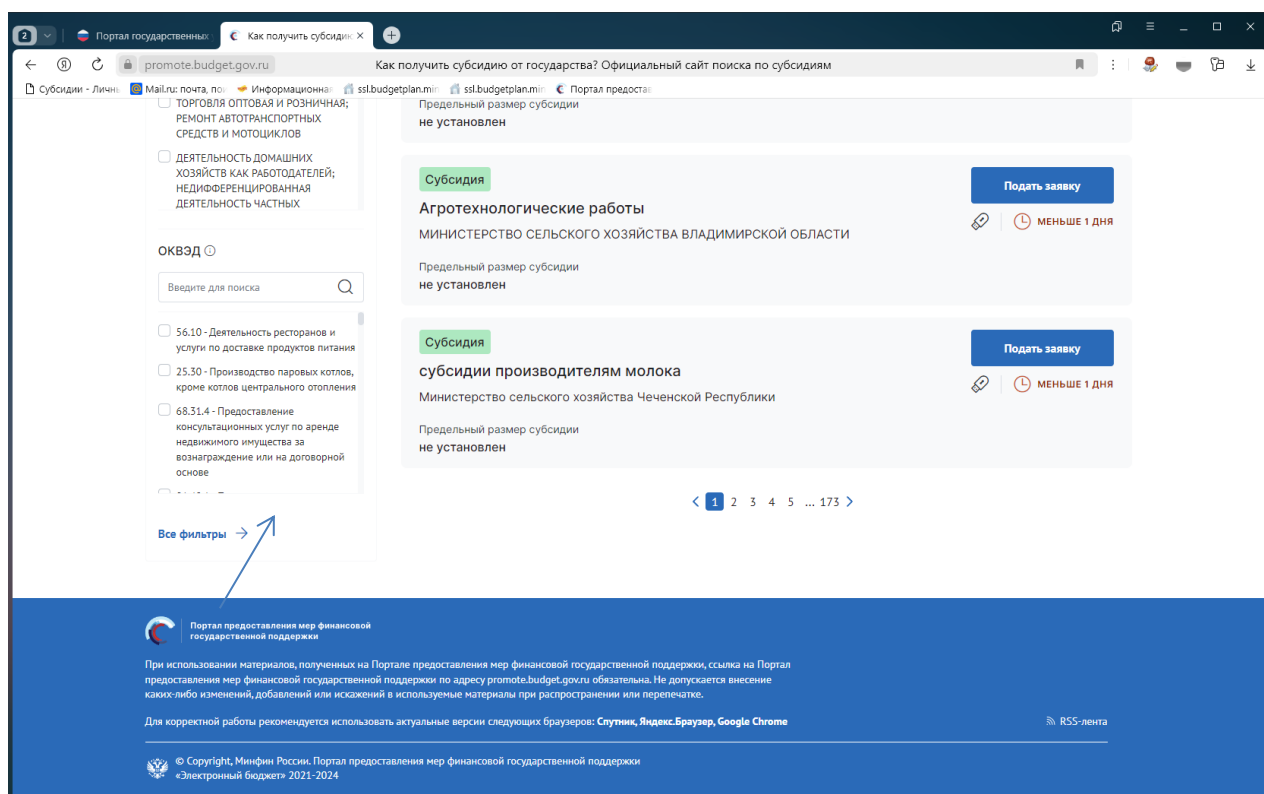 2
Портал государственных
Как получить субсидию
promote.budget.gov.ru
Как получить субсидию от государства? Официальный сайт поиска по субсидиям
Субсидии - Личн
Mail.ru: почта, по
Информационная
ssl.budgetplan.min
ssl.budgetplan.min
Портал предостав
ТОРГОВЛЯ ОПТОВАЯ И РОЗНИЧНАЯ;
РЕМОНТ АВТОТРАНСПОРТНЫХ
СРЕДСТВ И МОТОЦИКЛОВ
ДЕЯТЕЛЬНОСТЬ ДОМАШНИХ
ХОЗЯЙСТВ КАК РАБОТОДАТЕЛЕЙ;
НЕДИФФЕРЕНЦИРОВАННАЯ
ДЕЯТЕЛЬНОСТЬ ЧАСТНЫХ
ОКВЭД
Введите для поиска
56.10 - Деятельность ресторанов и
услуги по доставке продуктов питания
25.30 - Производство паровых котлов,
кроме котлов центрального отопления
68.31.4 - Предоставление
консультационных услуг по аренде
недвижимого имущества за
вознаграждение или на договорной
основе
Все фильтры
Предельный размер субсидии
не установлен
Субсидия
Агротехнологические работы
МИНИСТЕРСТВО СЕЛЬСКОГО ХОЗЯЙСТВА ВЛАДИМИРСКОЙ ОБЛАСТИ
Предельный размер субсидии
не установлен
Подать заявку
МЕНЬШЕ 1 ДНЯ
Субсидия
субсидии производителям молока
Министерство сельского хозяйства Чеченской Республики
Предельный размер субсидии
не установлен
Подать заявку
МЕНЬШЕ 1 ДНЯ
1 2 3 4 5 ... 173
Портал предоставления мер финансовой
государственной поддержки
При использовании материалов, полученных на Портале предоставления мер финансовой государственной поддержки, ссылка на Портал
предоставления мер финансовой государственной поддержки по адресу promote.budget.gov.ru обязательна. Не допускается внесение
каких-либо изменений, добавлений или искажений в используемые материалы при распространении или перепечатке.
Для корректной работы рекомендуется использовать актуальные версии следующих браузеров: Спутник, Яндекс.Браузер, Google Chrome
RSS-лента
© Copyright, Минфин России. Портал предоставления мер финансовой государственной поддержки
«Электронный бюджет» 2021-2024